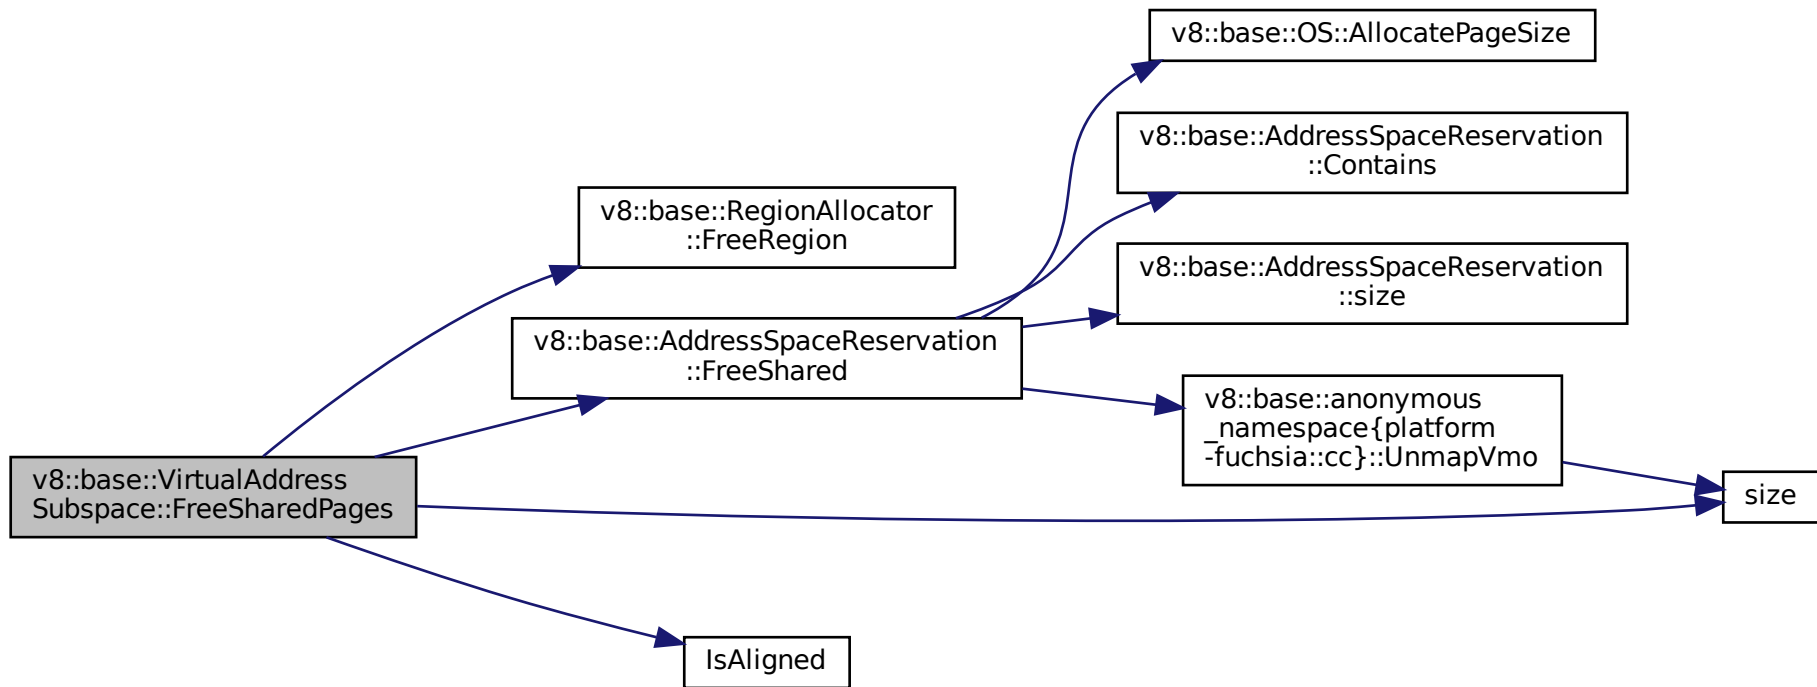 v8::base::OS::AllocatePageSize
v8::base::AddressSpaceReservation
::Contains
v8::base::RegionAllocator
::FreeRegion
v8::base::AddressSpaceReservation
::size
v8::base::AddressSpaceReservation
::FreeShared
v8::base::anonymous
_namespace{platform
-fuchsia::cc}::UnmapVmo
v8::base::VirtualAddress
Subspace::FreeSharedPages
size
IsAligned